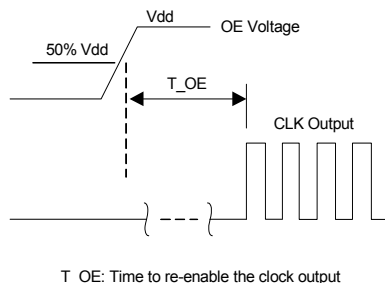 Vdd
OE Voltage
50% Vdd
T_OE
CLK Output
T_OE: Time to re-enable the clock output